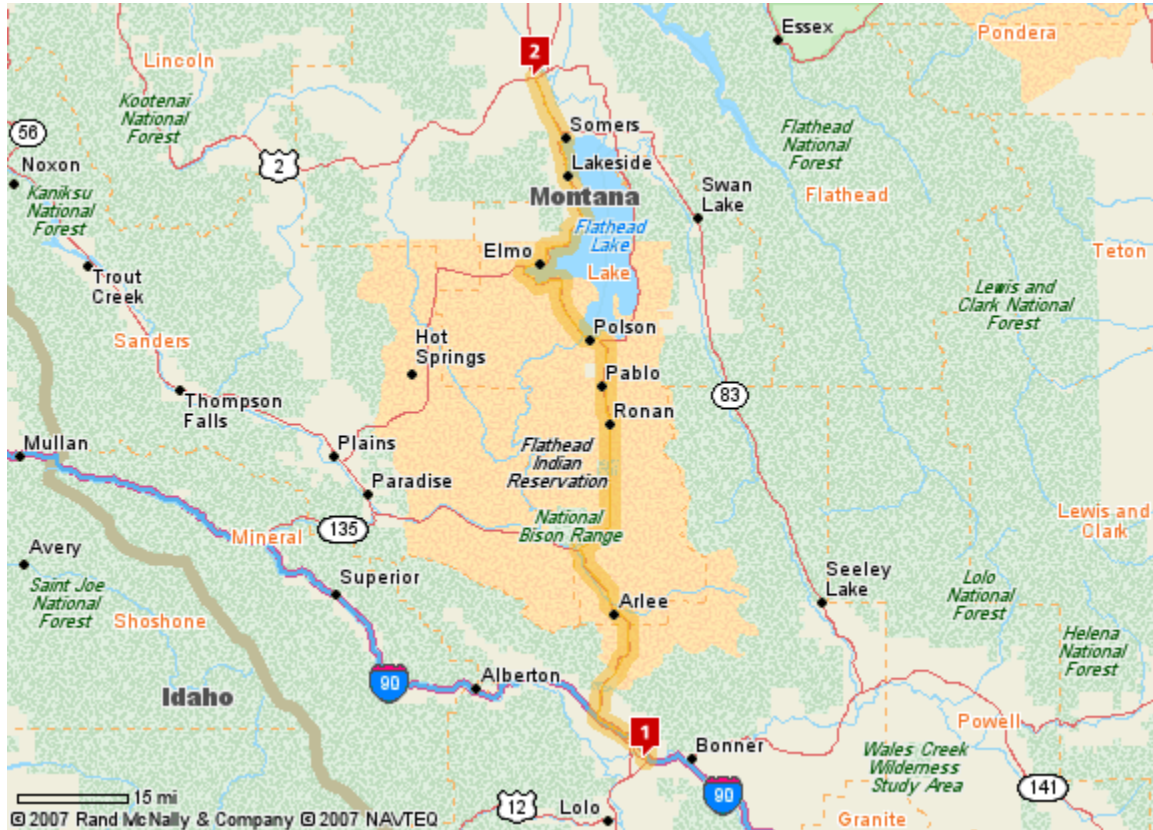 Essex
Pondera
Lincoln
2
Kootenai
National
Forest
56
2
Somers
Flathead
National
Forest
Noxon
Lakeside
Kaniksu
National
Forest
Montana
Swan
Lake
Flathead
Flathead
Lake
Elmo
Lake
Teton
Trout
Creek
Lewis and
Clark National
Forest
Sanders
Hot
Springs
Polson
Pablo
Thompson
Falls
83
Ronan
Mullan
Plains
Flathead
Indian
Reservation
Paradise
National
Bison Range
135
Mineral
Lewis and
Clark
Avery
Superior
Seeley
Lake
Lolo
National
Forest
Saint Joe
National
Forest
Arlee
Shoshone
Helena
National
Forest
90
Alberton
Idaho
Powell
1
Bonner
Wales Creek
Wilderness
Study Area
90
141
15 mi
12
Lolo
Granite
© 2007 Rand McNally & Company © 2007 NAVTEQ